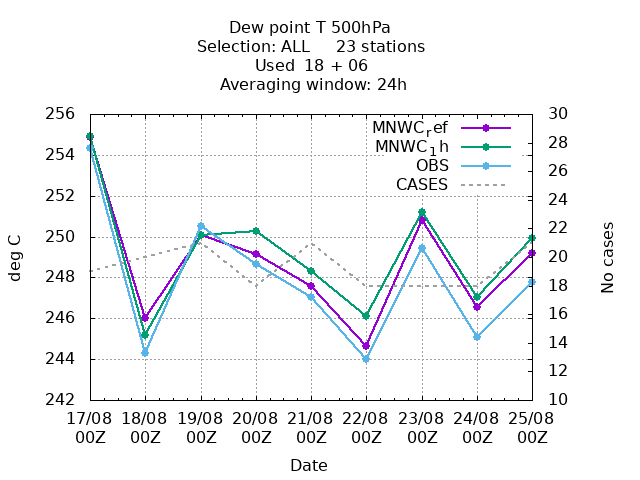 Dew point T 500hPa
Selection: ALL 23 stations
Used 18 + 06
Averaging window: 24h
256
254
252
250
248
246
244
242
deg C
30
28
26
24
22
20
18
16
14
12
10
No cases
MNWCref
MNWC1h
OBS
CASES
17/08 18/08 19/08 20/08 21/08 22/08 23/08 24/08 25/08
00Z 00Z 00Z 00Z 00Z 00Z 00Z 00Z 00Z
Date